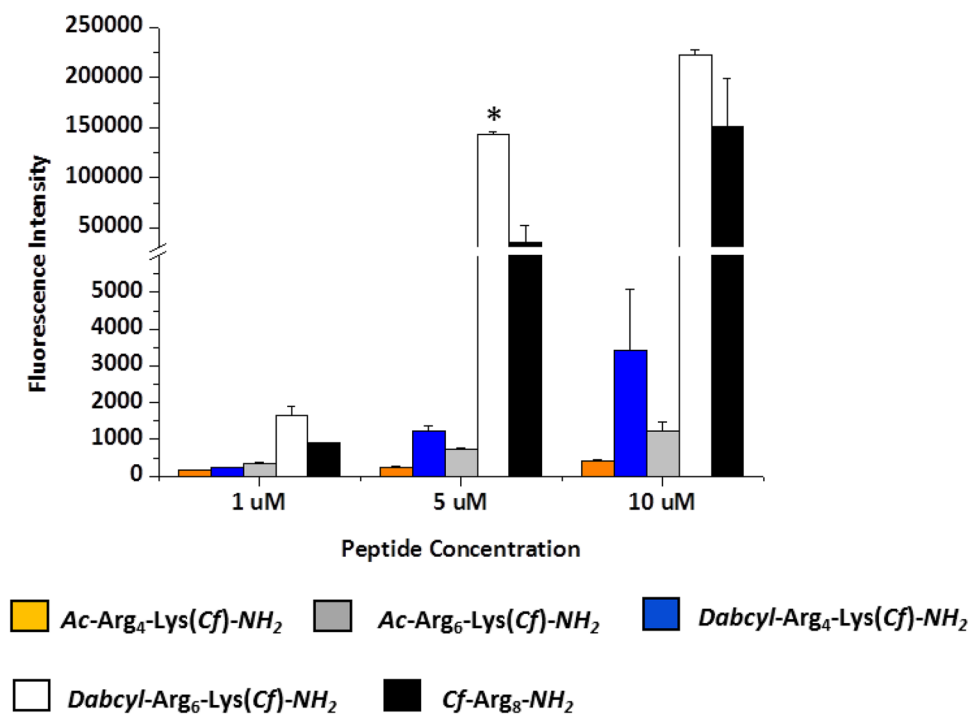 250000
200000
150000
100000
50000
5000
4000
3000
2000
1000
0
*
Fluorescence Intensity
1 uM 5 uM 10 uM
Peptide Concentration
Ac-Arg₄-Lys(Cf)-NH₂ Ac-Arg₆-Lys(Cf)-NH₂ Dabcyl-Arg₄-Lys(Cf)-NH₂
Dabcyl-Arg₆-Lys(Cf)-NH₂ Cf-Arg₈-NH₂